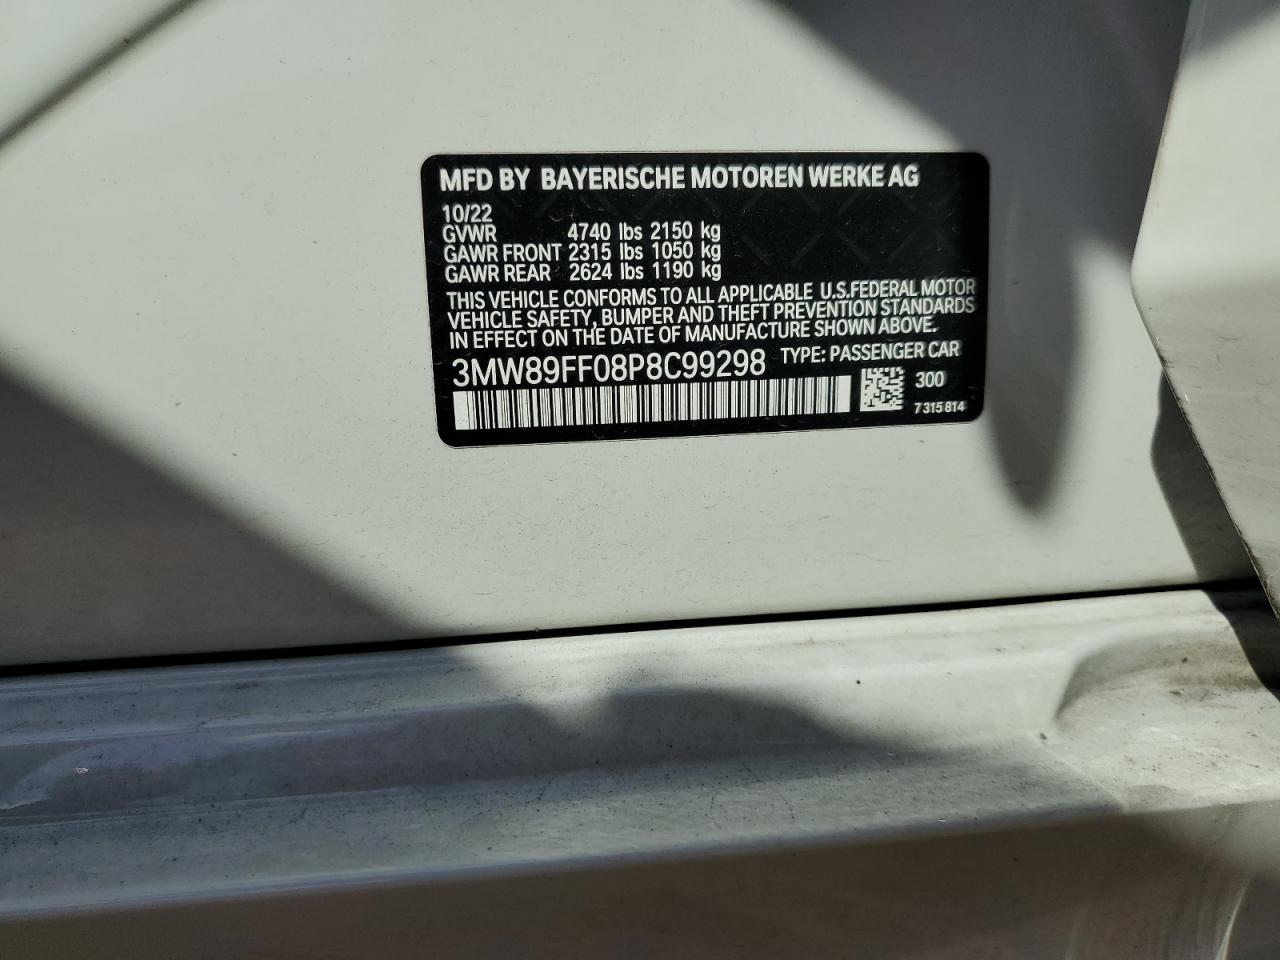 MFD BY BAYERISCHE MOTOREN WERKE AG
10/22
GVWR 4740 lbs 2150 kg
GAWR FRONT 2315 lbs 1050 kg
GAWR REAR 2624 lbs 1190 kg
THIS VEHICLE CONFORMS TO ALL APPLICABLE U.S.FEDERAL MOTOR
VEHICLE SAFETY, BUMPER AND THEFT PREVENTION STANDARDS
IN EFFECT ON THE DATE OF MANUFACTURE SHOWN ABOVE.
3MW89FF08P8C99298 TYPE: PASSENGER CAR
300
7 315 814